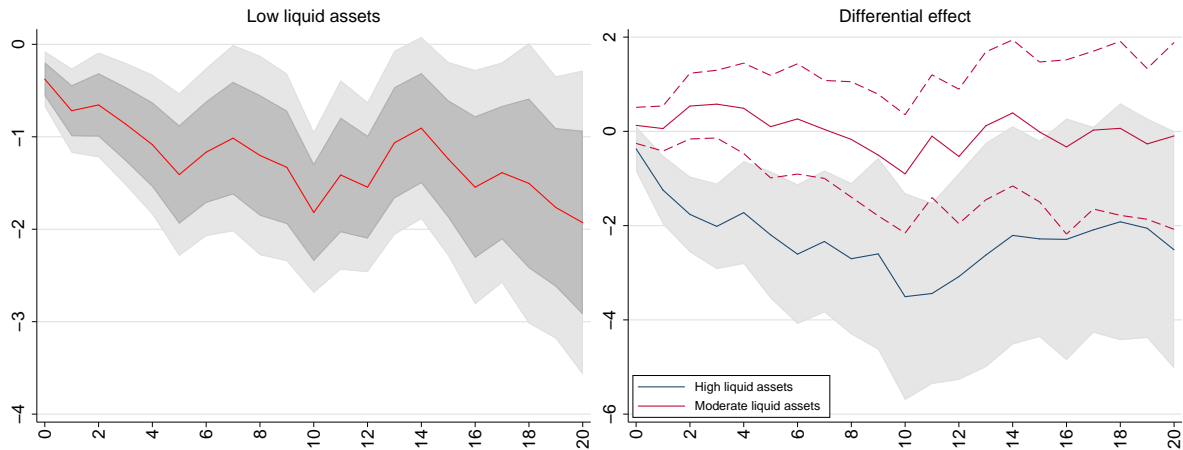 Low liquid assets
0
−1
−2
−3
−4
0 2 4 6 8 10 12 14 16 18 20
Differential effect
2
0
−2
−4
−6
High liquid assets
Moderate liquid assets
0 2 4 6 8 10 12 14 16 18 20